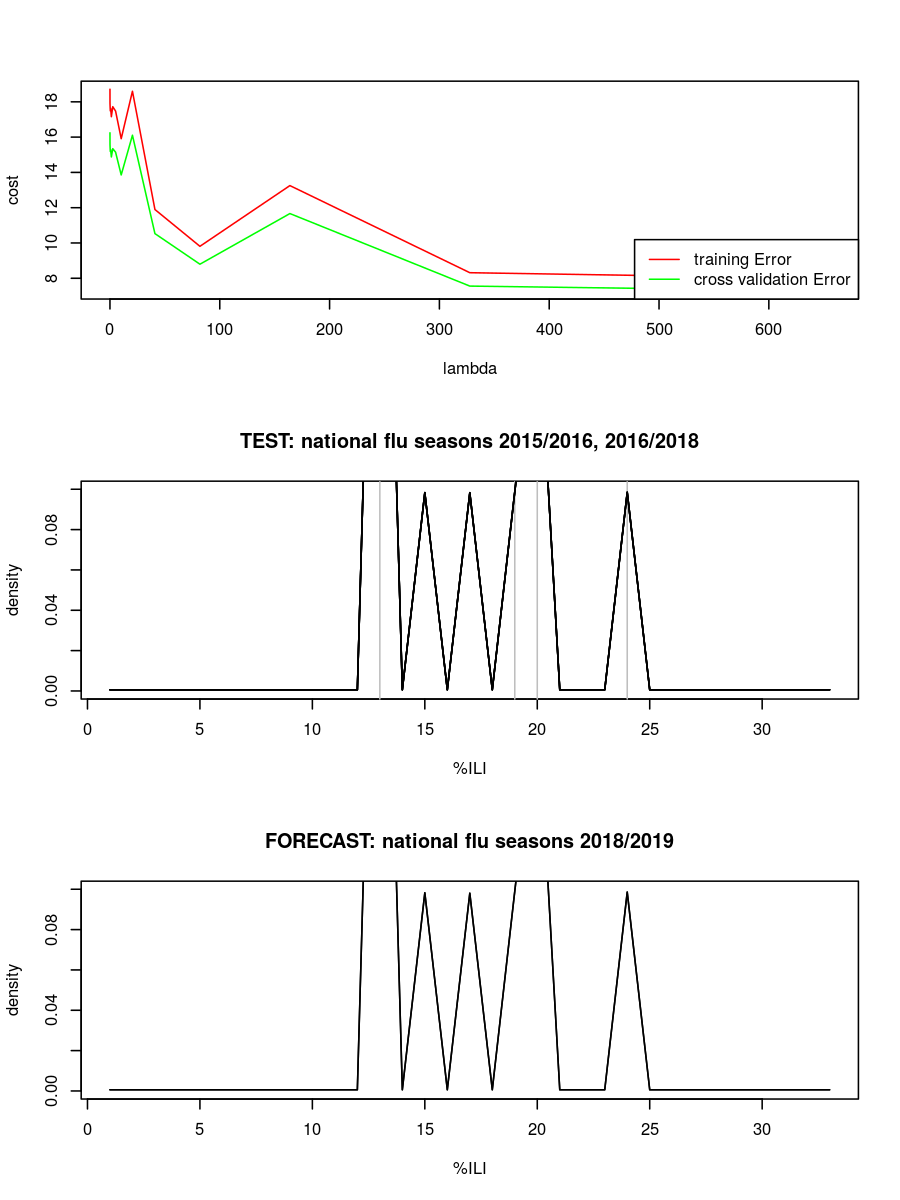 18
16
14
12
10
8
cost
training Error
cross validation Error
0 100 200 300 400 500 600
lambda
TEST: national flu seasons 2015/2016, 2016/2018
0.08
0.04
0.00
density
0 5 10 15 20 25 30
%ILI
FORECAST: national flu seasons 2018/2019
0.08
0.04
0.00
density
0 5 10 15 20 25 30
%ILI